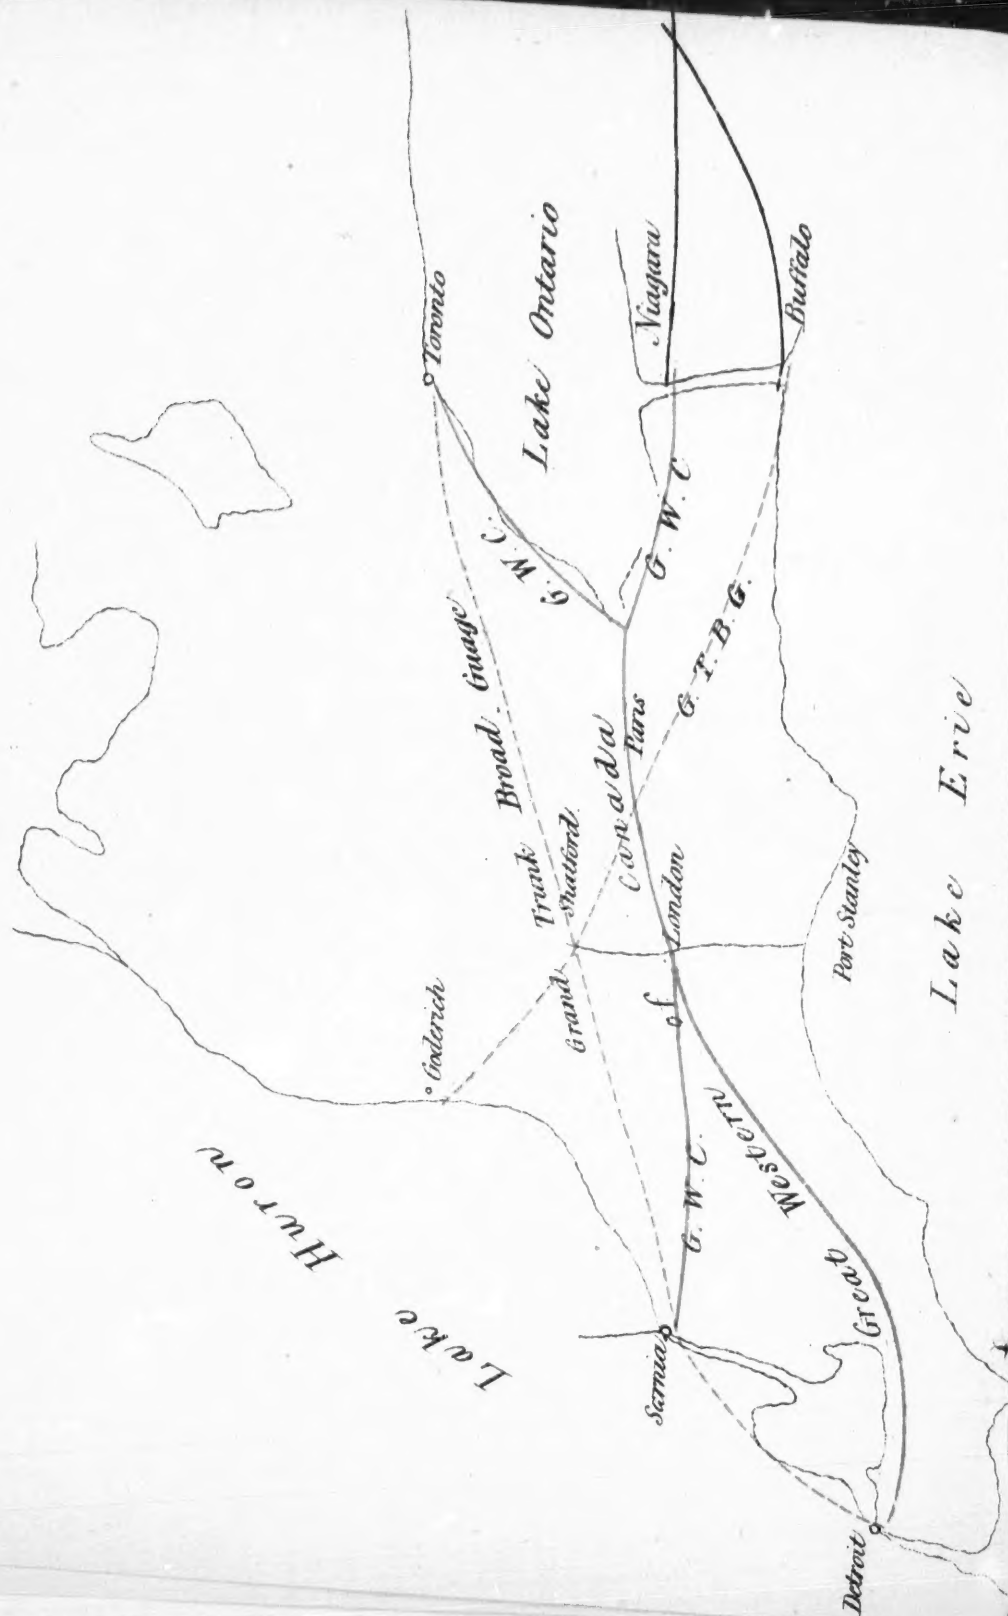 Lake Huron
Goderich
Toronto
Grand Trunk Broad Guage
Stratford
G. W. C.
Lake Ontario
Sarnia
G. W. C.
London
Paris
G. W. C
Niagara
Great Western of Canada
G. T. B. G.
Buffalo
Detroit
Port Stanley
Lake Erie